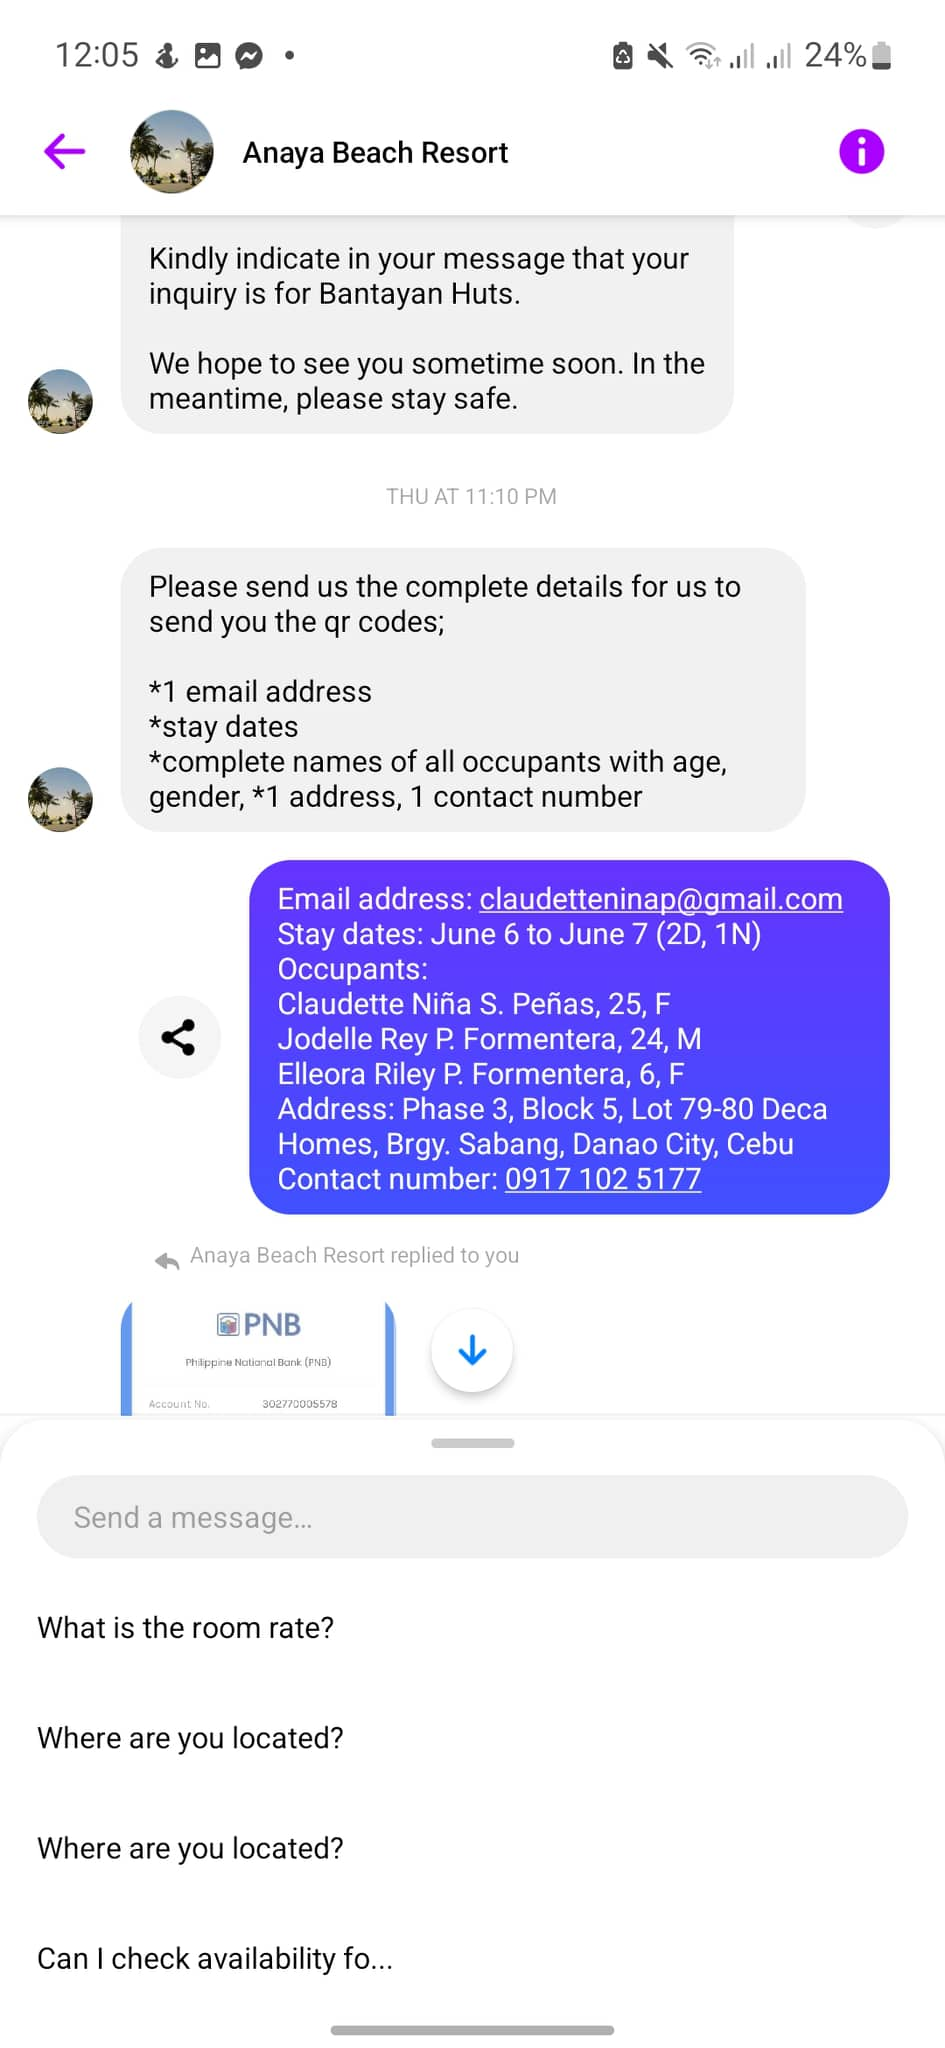 12:05
24%
Anaya Beach Resort
Kindly indicate in your message that your
inquiry is for Bantayan Huts.
We hope to see you sometime soon. In the
meantime, please stay safe.
THU AT 11:10 PM
Please send us the complete details for us to
send you the qr codes;
*1 email address
*stay dates
*complete names of all occupants with age,
gender, *1 address, 1 contact number
Email address: claudetteninap@gmail.com
Stay dates: June 6 to June 7 (2D, 1N)
Occupants:
Claudette Niña S. Peñas, 25, F
Jodelle Rey P. Formentera, 24, M
Elleora Riley P. Formentera, 6, F
Address: Phase 3, Block 5, Lot 79-80 Deca
Homes, Brgy. Sabang, Danao City, Cebu
Contact number: 0917 102 5177
Anaya Beach Resort replied to you
PNB
Philippine National Bank (PNB)
Account No. 302770005578
Send a message...
What is the room rate?
Where are you located?
Where are you located?
Can I check availability fo...